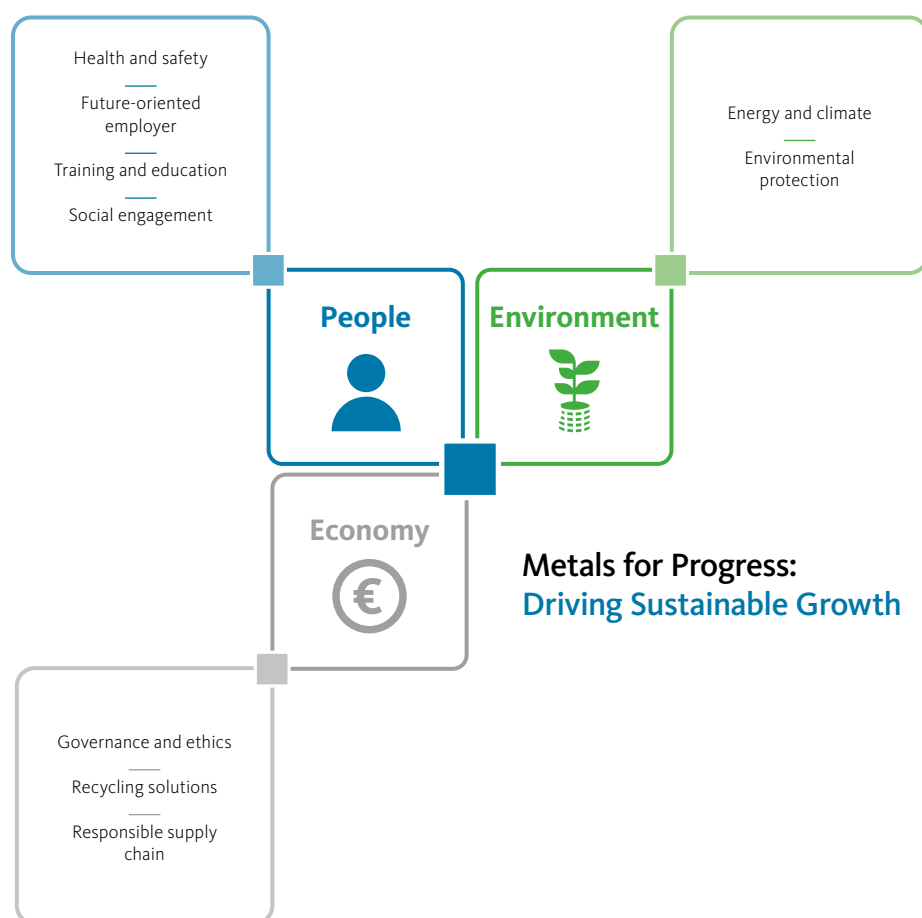 Health and safety
Future-oriented
employer
Training and education
Social engagement
Energy and climate
Environmental
protection
People
Environment
Economy
€
Metals for Progress:
Driving Sustainable Growth
Governance and ethics
Recycling solutions
Responsible supply
chain